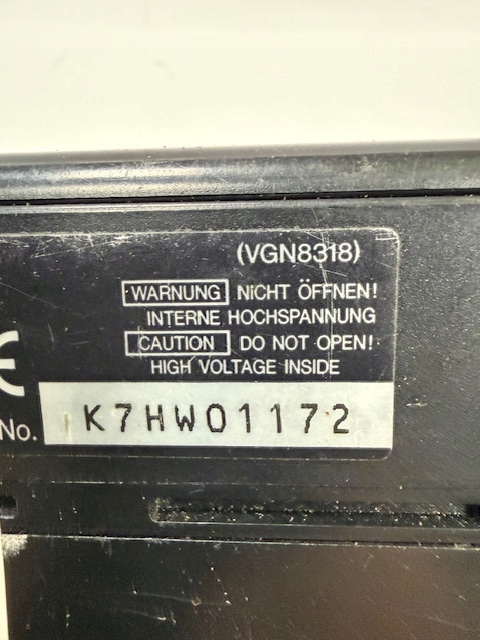 (VGN8318)
WARNUNG NICHT ÖFFNEN!
INTERNE HOCHSPANNUNG
CAUTION DO NOT OPEN!
HIGH VOLTAGE INSIDE
No. K7HW01172